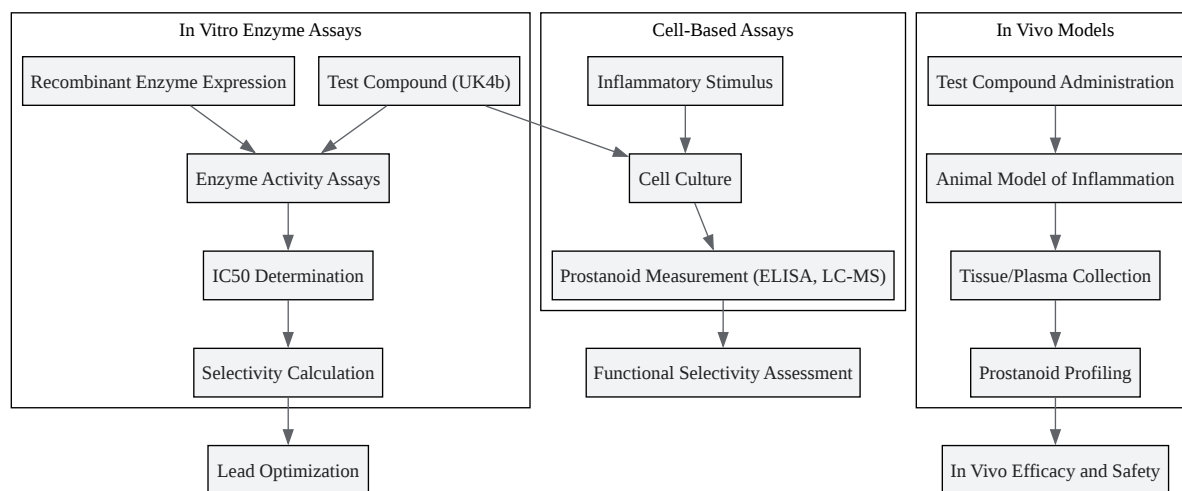 In Vitro Enzyme Assays
Recombinant Enzyme Expression
Test Compound (UK4b)
Enzyme Activity Assays
IC50 Determination
Selectivity Calculation
Lead Optimization
Cell-Based Assays
Inflammatory Stimulus
Cell Culture
Prostanoid Measurement (ELISA, LC-MS)
Functional Selectivity Assessment
In Vivo Models
Test Compound Administration
Animal Model of Inflammation
Tissue/Plasma Collection
Prostanoid Profiling
In Vivo Efficacy and Safety